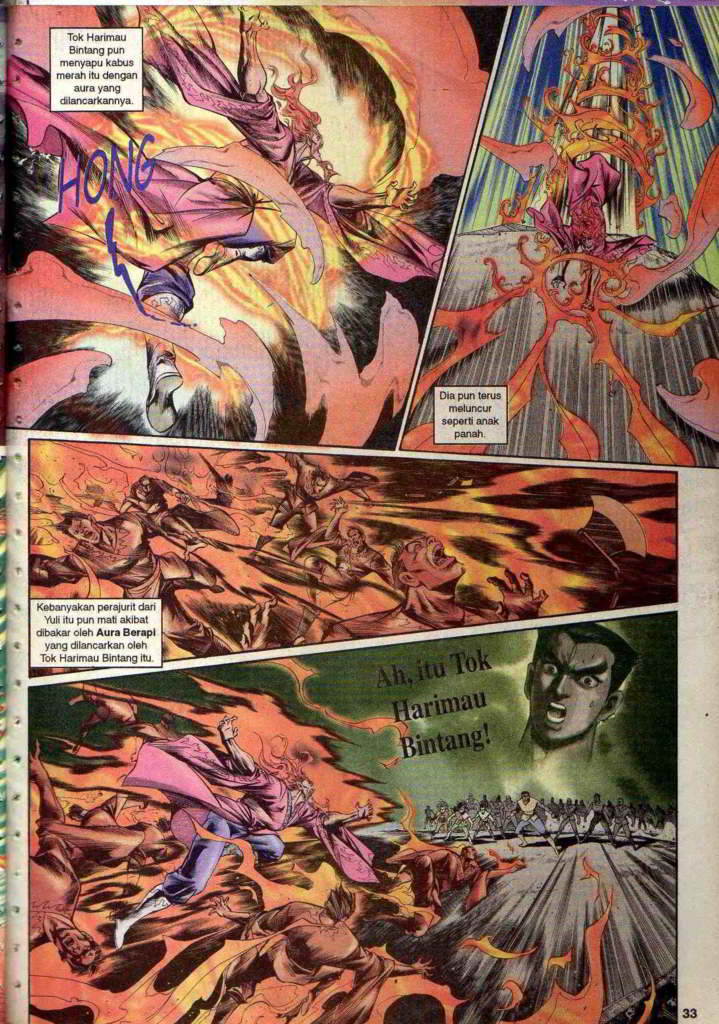 Tok Harimau
Bintang pun
menyapu kabus
merah itu dengan
aura yang
dilancarkannya.
HONG
Dia pun terus
meluncur
seperti anak
panah.
Kebanyakan perajurit dari
Yuli itu pun mati akibat
dibakar oleh Aura Berapi
yang dilancarkan oleh
Tok Harimau Bintang itu.
Ah, itu Tok
Harimau
Bintang!
33